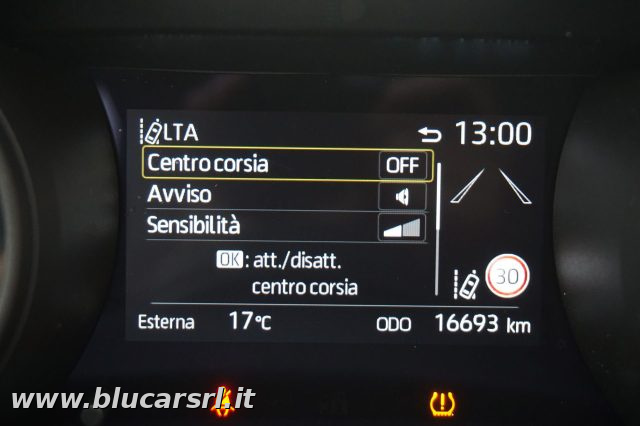 LTA 13:00
Centro corsia OFF
Avviso
Sensibilità
OK : att./disatt.
centro corsia
30
Esterna 17°C ODO 16693 km
www.blucarsrl.it